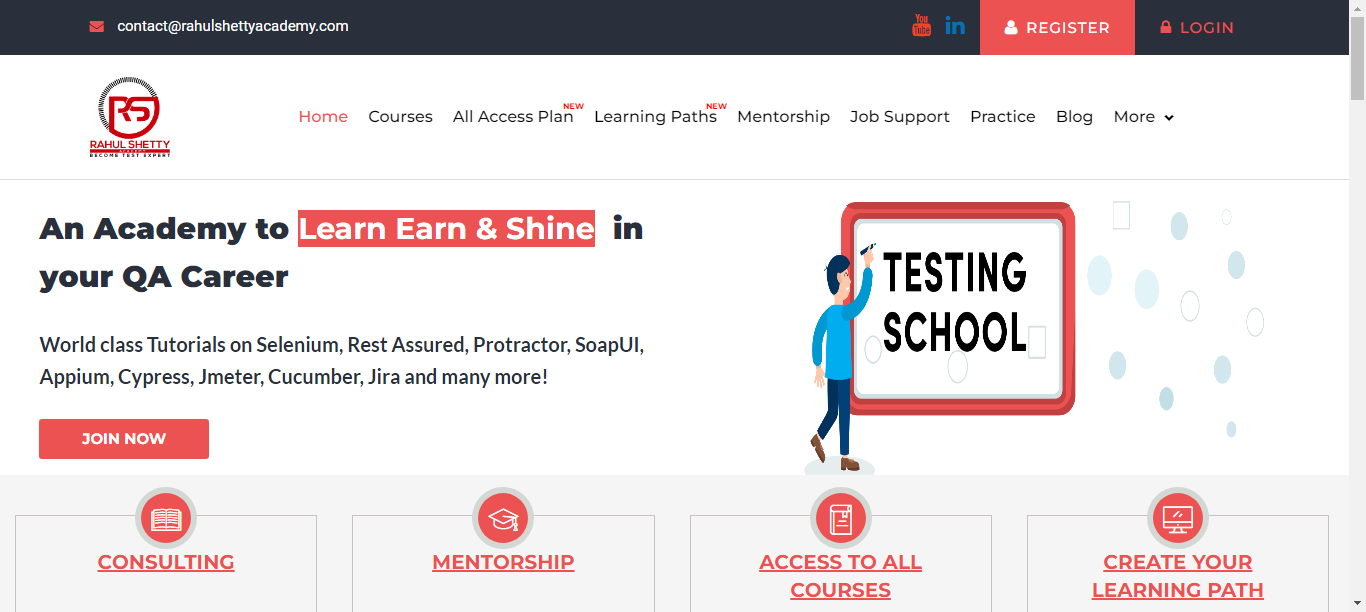 contact@rahulshettyacademy.com
You
Tube
in
REGISTER
LOGIN
RS
RAHUL SHETTY
ACADEMY
BECOME TEST EXPERT
Home Courses All Access Plan NEW Learning Paths NEW Mentorship Job Support Practice Blog More
An Academy to Learn Earn & Shine in
your QA Career
World class Tutorials on Selenium, Rest Assured, Protractor, SoapUI,
Appium, Cypress, Jmeter, Cucumber, Jira and many more!
JOIN NOW
TESTING
SCHOOL
CONSULTING
MENTORSHIP
ACCESS TO ALL
COURSES
CREATE YOUR
LEARNING PATH